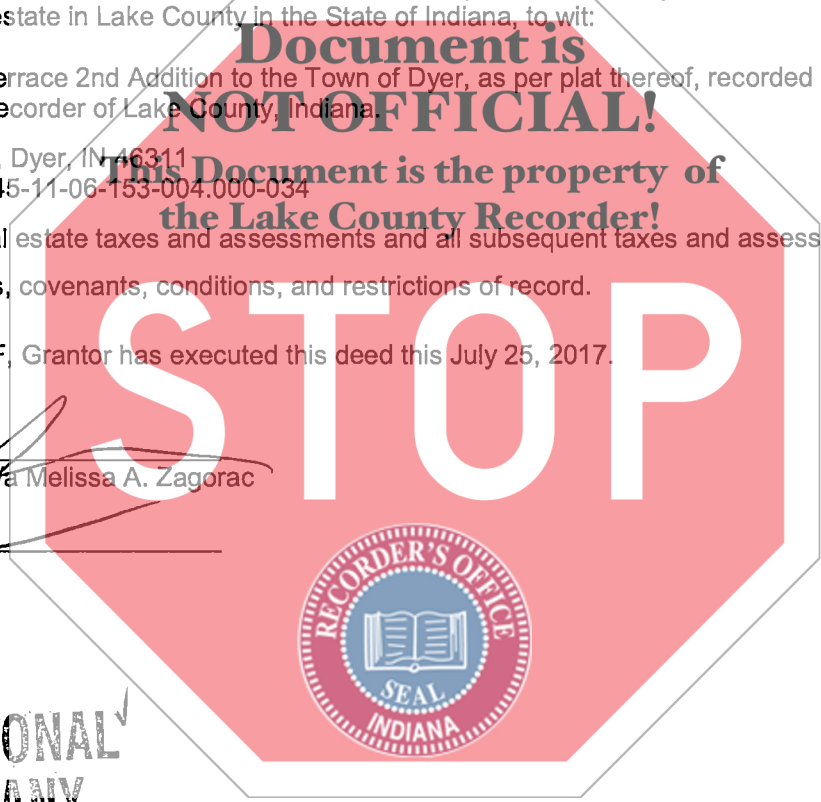 estate in Lake County in the State of Indiana, to wit:
Document is
errace 2nd Addition to the Town of Dyer, as per plat thereof, recorded
ecorder of Lake County, Indiana.
NOT OFFICIAL!
, Dyer, IN 46311
This Document is the property of
45-11-06-153-004.000-034
the Lake County Recorder!
l estate taxes and assessments and all subsequent taxes and assess
s, covenants, conditions, and restrictions of record.
STOP
F, Grantor has executed this deed this July 25, 2017.
a Melissa A. Zagorac
RECORDER'S OFFICE
SEAL
INDIANA
ONAL
ANY